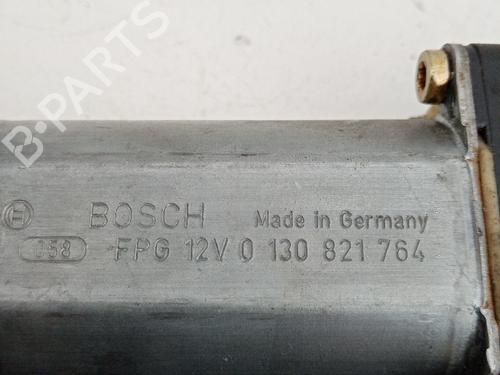 B-PARTS
BOSCH Made in Germany
058 FPG 12V 0 130 821 764